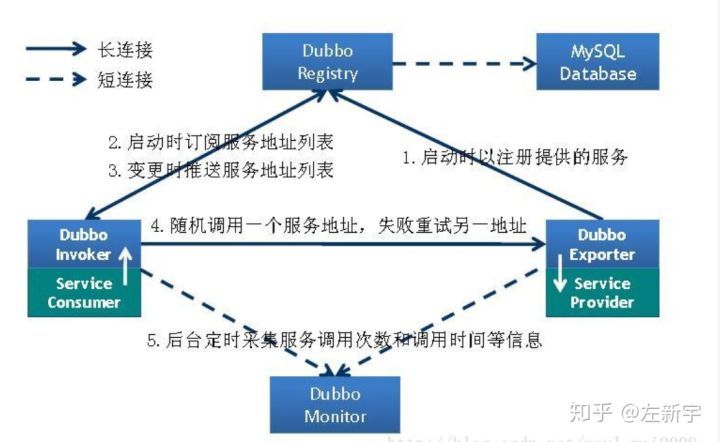 长连接
短连接
Dubbo
Registry
MySQL
Database
2. 启动时订阅服务地址列表
3. 变更时推送服务地址列表
1. 启动时以注册提供的服务
4. 随机调用一个服务地址，失败重试另一地址
Dubbo
Invoker
Service
Consumer
Dubbo
Exporter
Service
Provider
5. 后台定时采集服务调用次数和调用时间等信息
Dubbo
Monitor
知乎 @左新宇